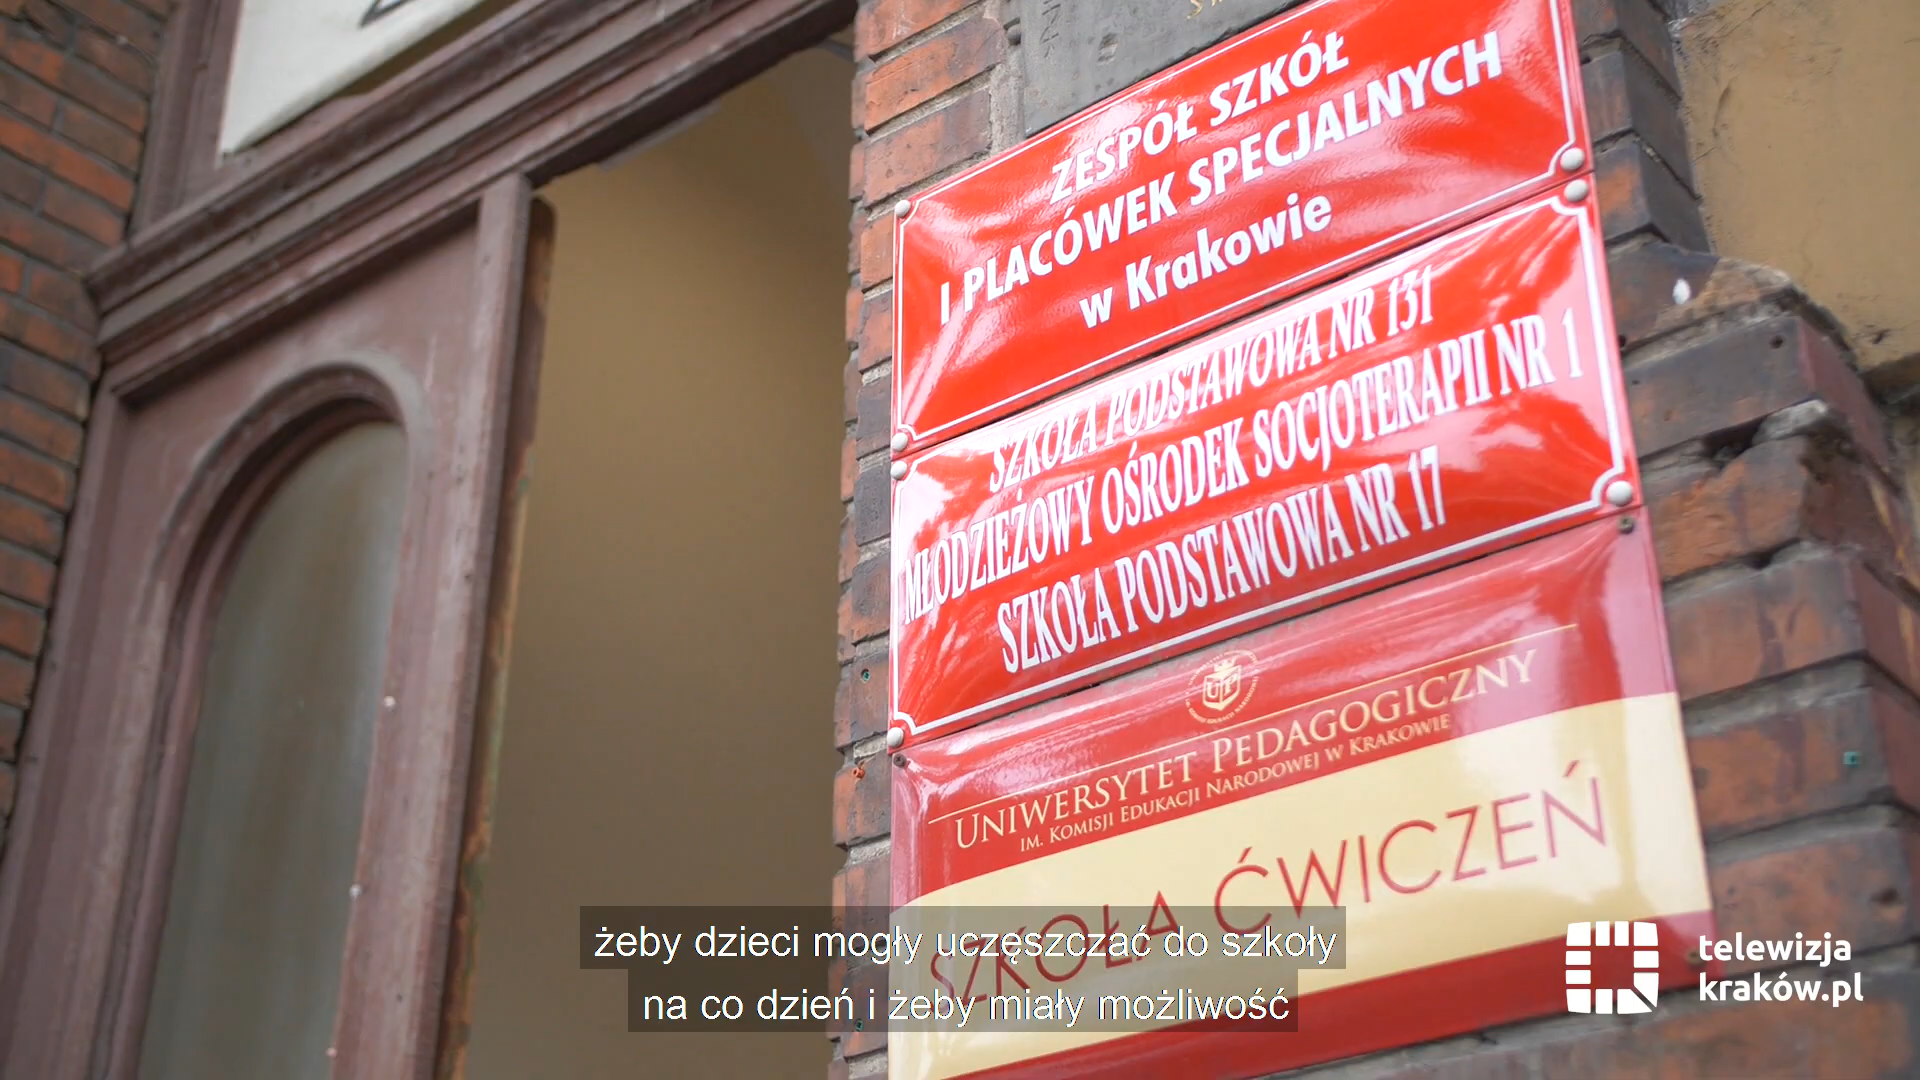 ZESPÓŁ SZKÓŁ
I PLACÓWEK SPECJALNYCH
w Krakowie
SZKOŁA PODSTAWOWA NR 131
MŁODZIEŻOWY OŚRODEK SOCJOTERAPII NR 1
SZKOŁA PODSTAWOWA NR 17
UP
UNIWERSYTET PEDAGOGICZNY
IM. KOMISJI EDUKACJI NARODOWEJ W KRAKOWIE
SZKOŁA ĆWICZEŃ
żeby dzieci mogły uczęszczać do szkoły
na co dzień i żeby miały możliwość
telewizja
kraków.pl